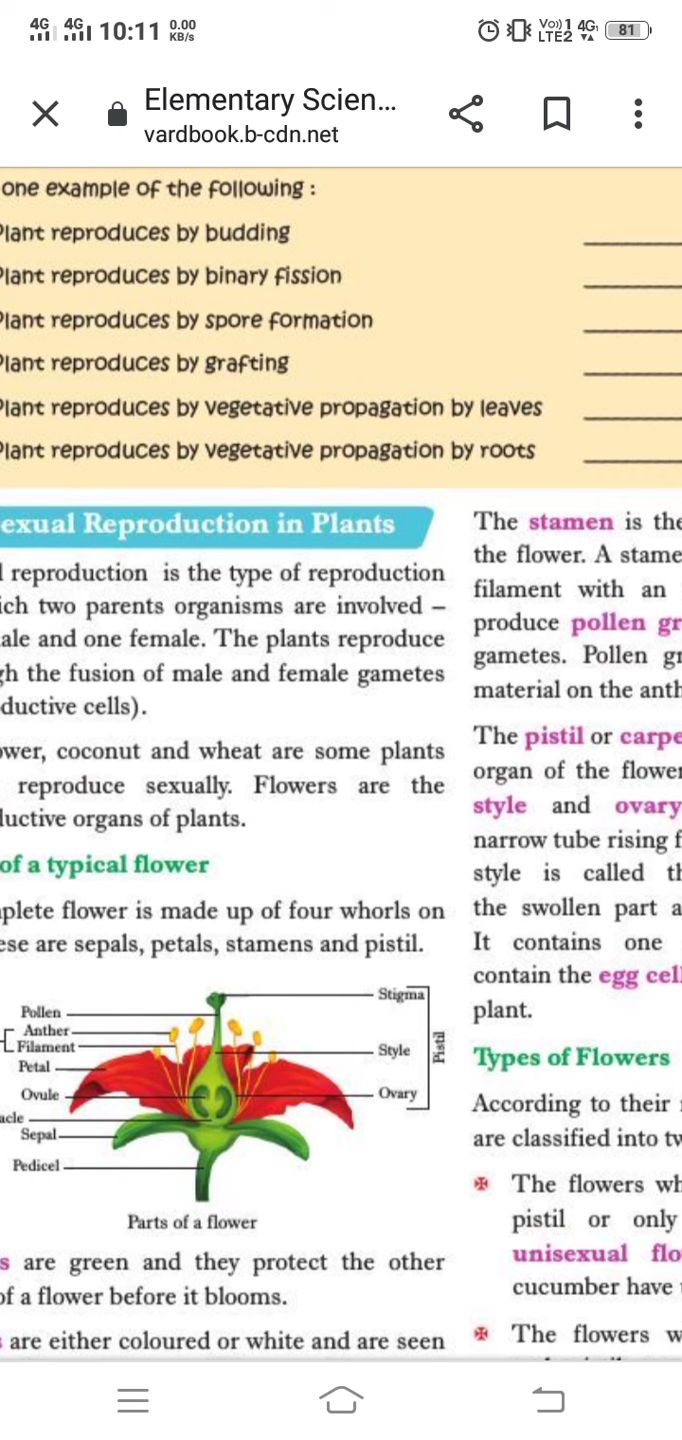 4G 4G 10:11 0.00 KB/s Vo)) 1 LTE2 4G 81
Elementary Scien...
vardbook.b-cdn.net
one example of the following :
Plant reproduces by budding
Plant reproduces by binary fission
Plant reproduces by spore formation
Plant reproduces by grafting
Plant reproduces by vegetative propagation by leaves
Plant reproduces by vegetative propagation by roots
exual Reproduction in Plants
l reproduction is the type of reproduction
ich two parents organisms are involved –
ale and one female. The plants reproduce
gh the fusion of male and female gametes
ductive cells).
ower, coconut and wheat are some plants
reproduce sexually. Flowers are the
ductive organs of plants.
of a typical flower
plete flower is made up of four whorls on
ese are sepals, petals, stamens and pistil.
Pollen
Anther
Filament
Petal
Ovule
acle
Sepal
Pedicel
Stigma
Style
Ovary
Pistil
Parts of a flower
s are green and they protect the other
of a flower before it blooms.
s are either coloured or white and are seen
The stamen is the
the flower. A stame
filament with an
produce pollen gr
gametes. Pollen gr
material on the anth
The pistil or carpe
organ of the flower
style and ovary
narrow tube rising f
style is called th
the swollen part a
It contains one
contain the egg cell
plant.
Types of Flowers
According to their
are classified into tw
The flowers wh
pistil or only
unisexual flo
cucumber have
The flowers w